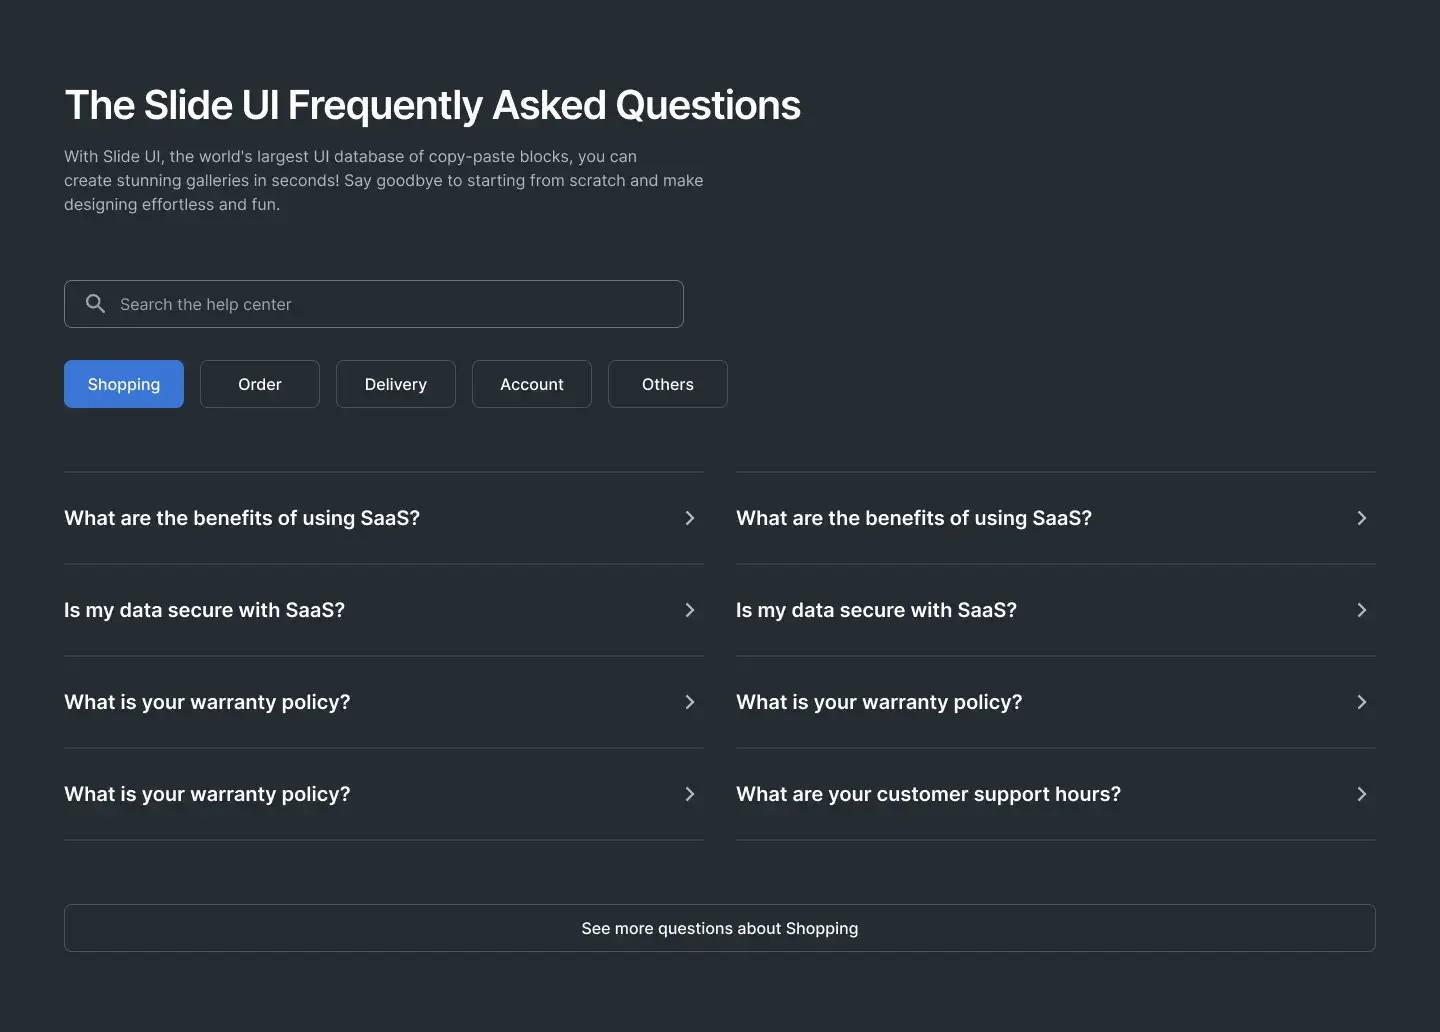 The Slide UI Frequently Asked Questions
With Slide UI, the world's largest UI database of copy-paste blocks, you can
create stunning galleries in seconds! Say goodbye to starting from scratch and make
designing effortless and fun.
Search the help center
Shopping
Order
Delivery
Account
Others
What are the benefits of using SaaS?
Is my data secure with SaaS?
What is your warranty policy?
What is your warranty policy?
What are the benefits of using SaaS?
Is my data secure with SaaS?
What is your warranty policy?
What are your customer support hours?
See more questions about Shopping